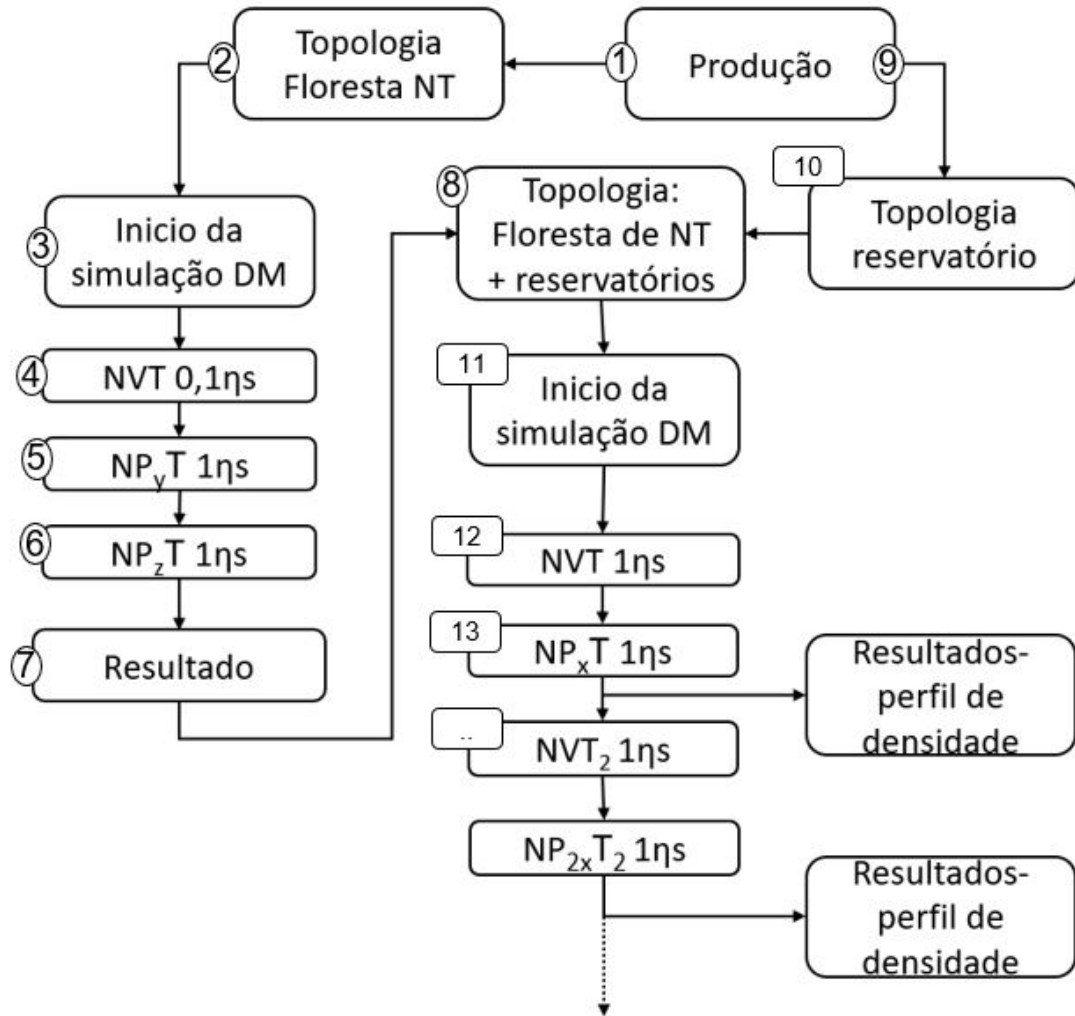 2
Topologia
Floresta NT
1
Produção
9
3
Inicio da
simulação DM
4
NVT 0,1ηs
5
NPyT 1ηs
6
NPzT 1ηs
7
Resultado
8
Topologia:
Floresta de NT
+ reservatórios
10
Topologia
reservatório
11
Inicio da
simulação DM
12
NVT 1ηs
13
NPxT 1ηs
Resultados-
perfil de
densidade
..
NVT2 1ηs
NP2xT2 1ηs
Resultados-
perfil de
densidade